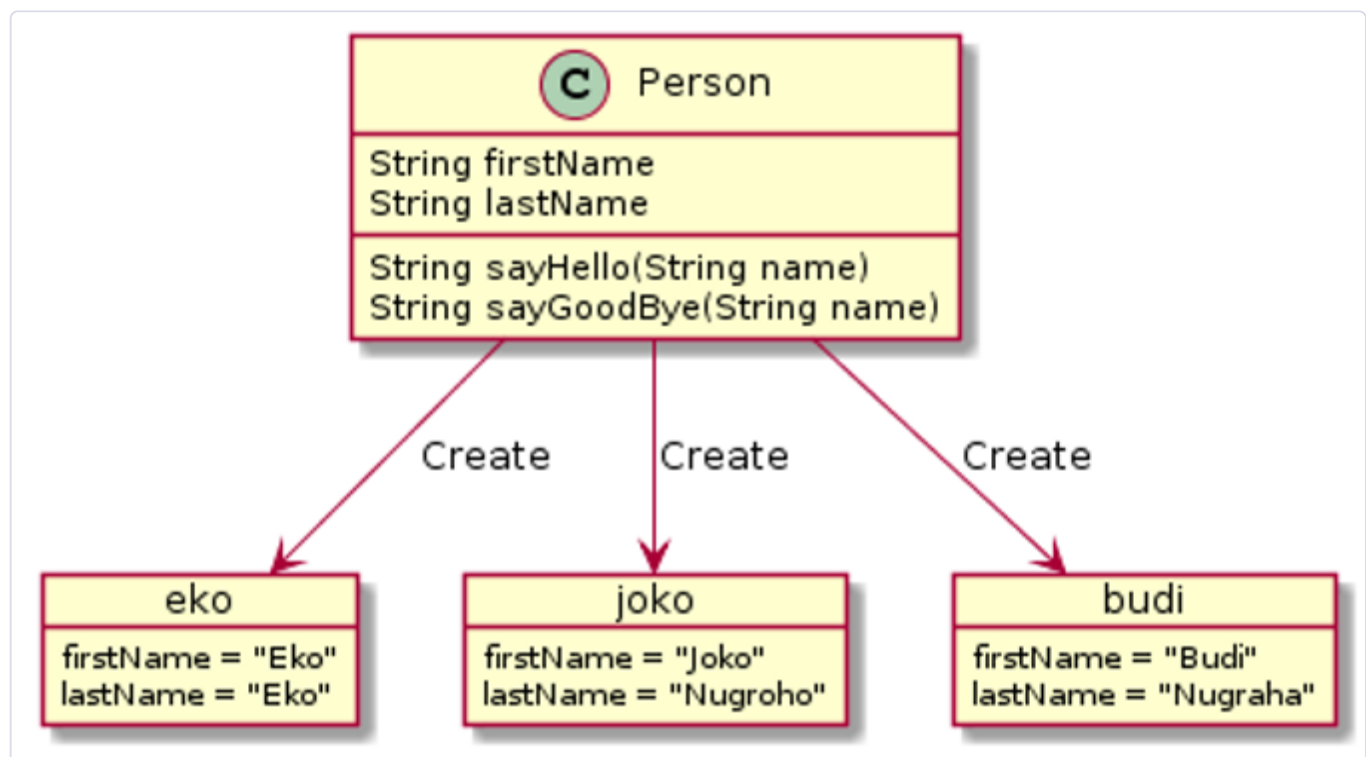 C Person
String firstName
String lastName
String sayHello(String name)
String sayGoodBye(String name)
Create
Create
Create
eko
firstName = "Eko"
lastName = "Eko"
joko
firstName = "Joko"
lastName = "Nugroho"
budi
firstName = "Budi"
lastName = "Nugraha"